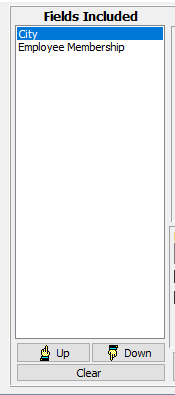 Fields Included
City
Employee Membership
Up Down
Clear